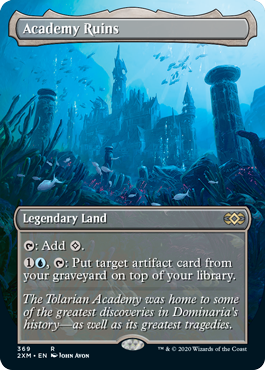 Academy Ruins
Legendary Land
: Add .
, : Put target artifact card from
your graveyard on top of your library.
The Tolarian Academy was home to some
of the greatest discoveries in Dominaria's
history—as well as its greatest tragedies.
369 R
2XM • EN JOHN AVON
™ & © 2020 Wizards of the Coast